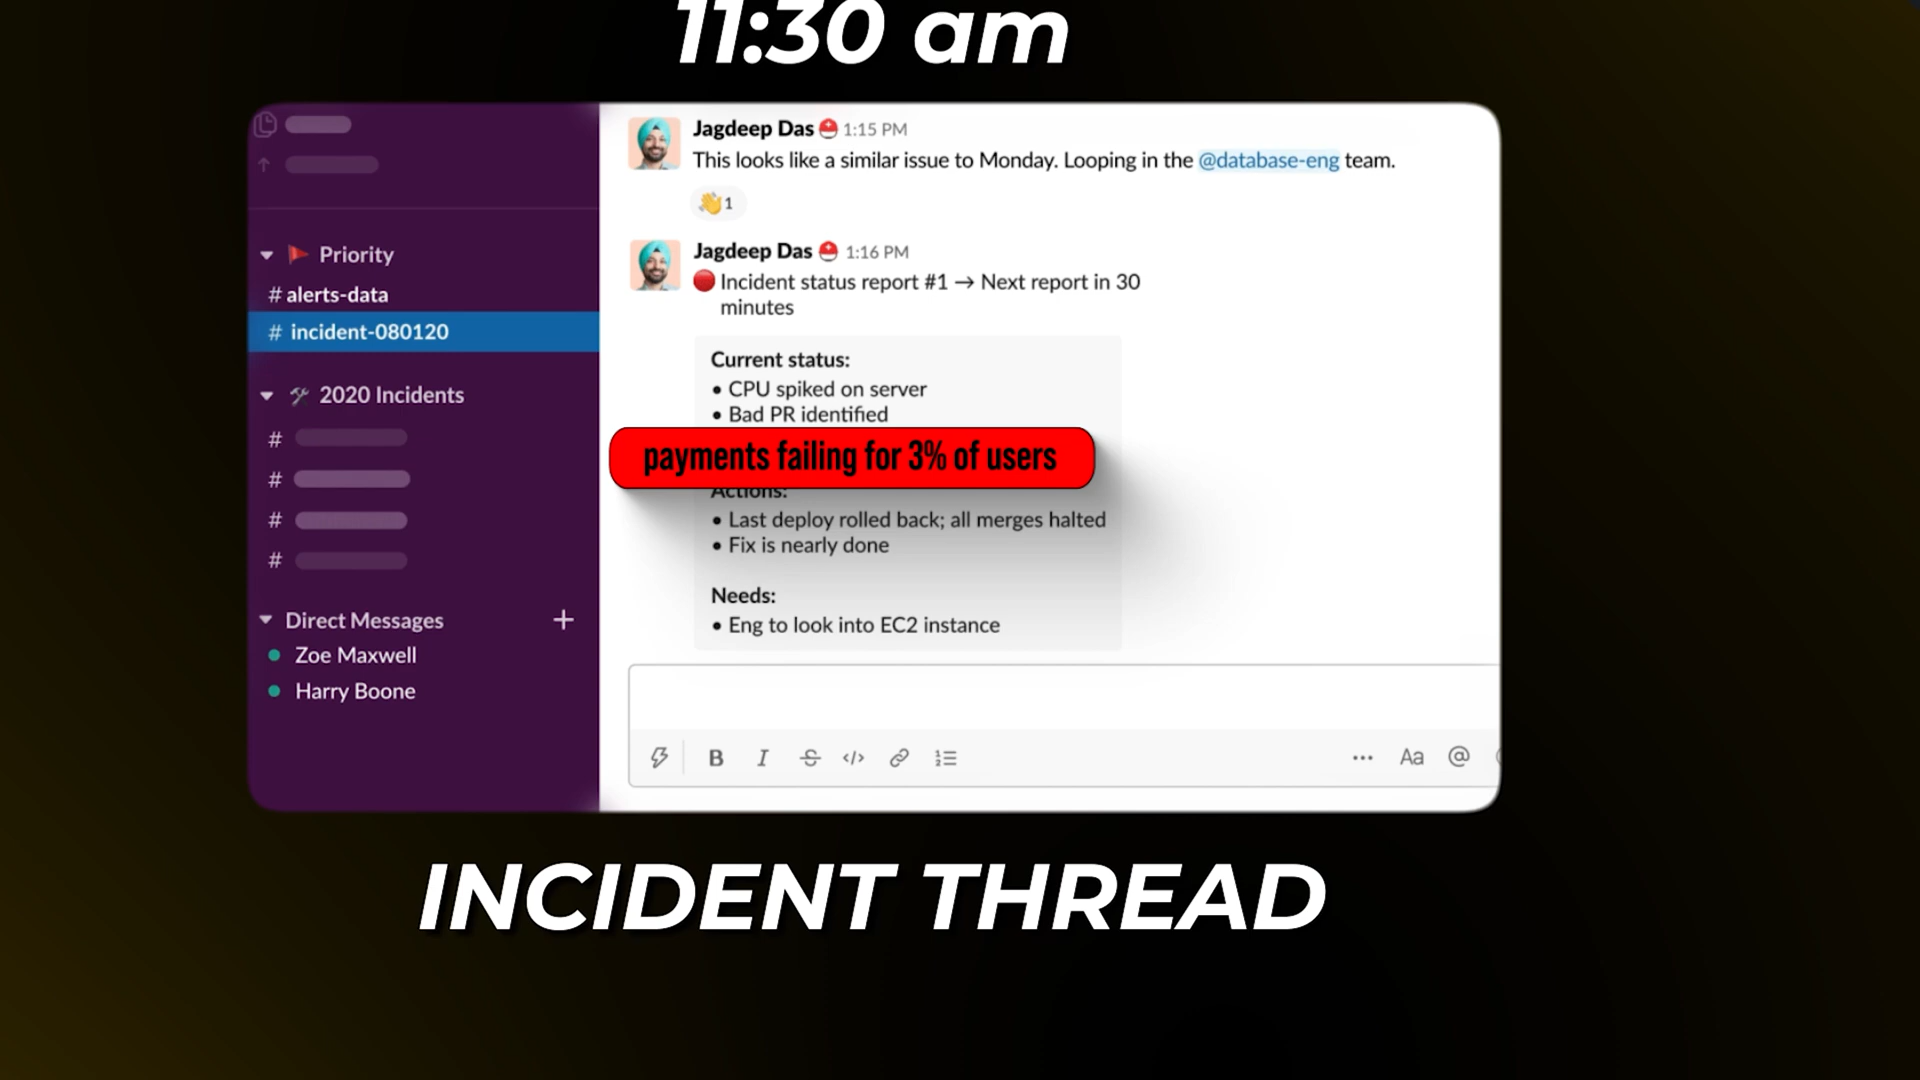 11:30 am
Priority
# alerts-data
# incident-080120
2020 Incidents
#
#
#
#
Direct Messages +
Zoe Maxwell
Harry Boone
Jagdeep Das 1:15 PM
This looks like a similar issue to Monday. Looping in the @database-eng team.
1
Jagdeep Das 1:16 PM
Incident status report #1 → Next report in 30
minutes
Current status:
• CPU spiked on server
• Bad PR identified
payments failing for 3% of users
Actions:
• Last deploy rolled back; all merges halted
• Fix is nearly done
Needs:
• Eng to look into EC2 instance
B I S </> ... Aa @
INCIDENT THREAD